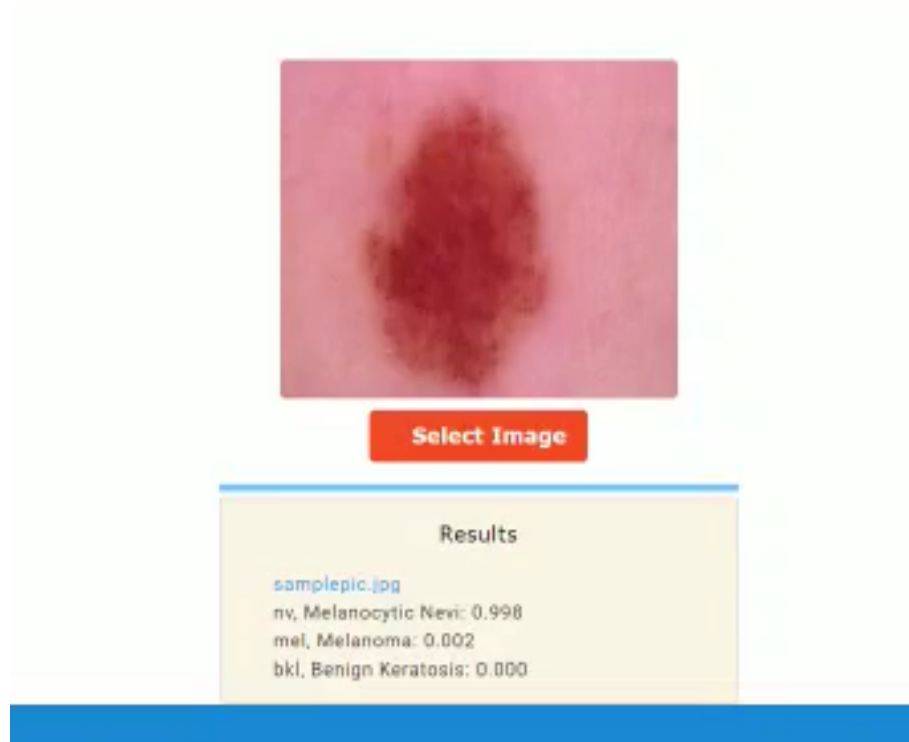 Select Image
Results
samplepic.jpg
nv, Melanocytic Nevi: 0.998
mel, Melanoma: 0.002
bkl, Benign Keratosis: 0.000